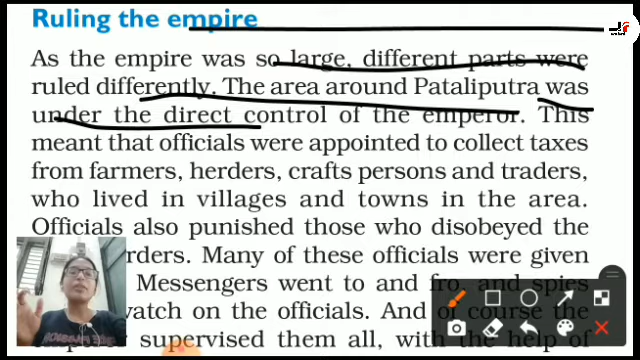 Ruling the empire
As the empire was so large, different parts were
ruled differently. The area around Pataliputra was
under the direct control of the emperor. This
meant that officials were appointed to collect taxes
from farmers, herders, crafts persons and traders,
who lived in villages and towns in the area.
Officials also punished those who disobeyed the
rders. Many of these officials were given
Messengers went to and fro, and spies
watch on the officials. And of course the
supervised them all, with the help of